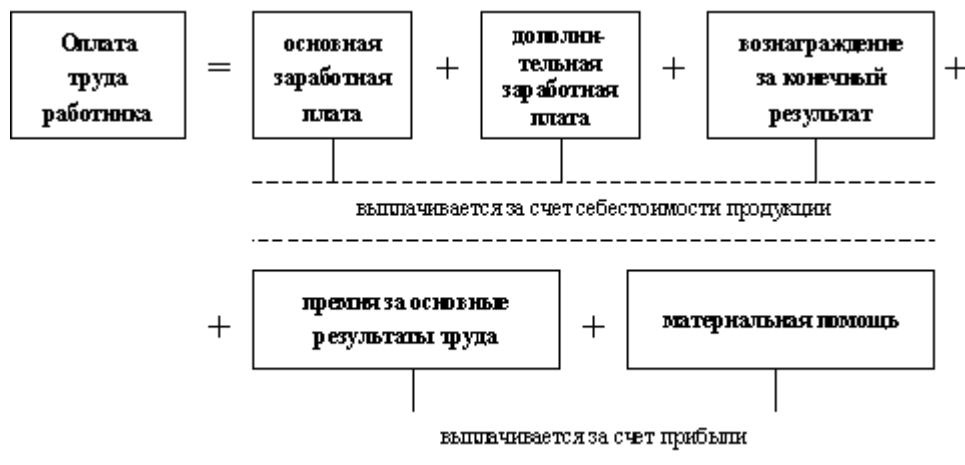 Оплата
труда
работника
=
основная
заработная
плата
+
дополни-
тельная
заработная
плата
+
вознаграждение
за конечный
результат
+
выплачивается за счет себестоимости продукции
+
премия за основные
результаты труда
+
материальная помощь
выплачивается за счет прибыли